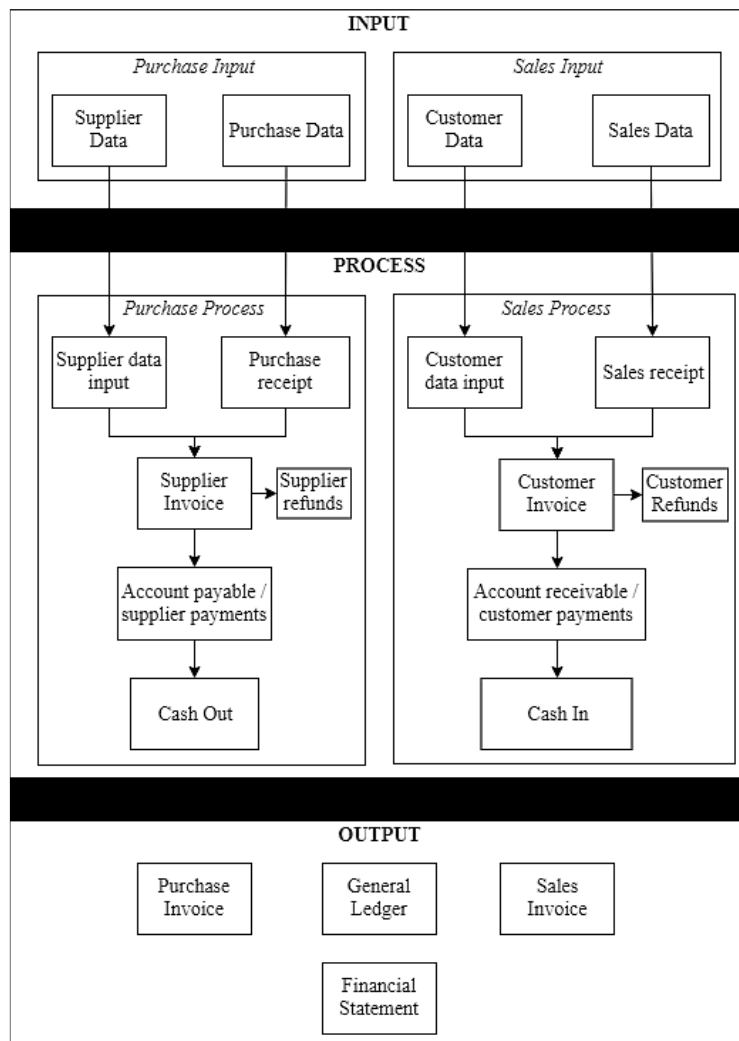 INPUT
Purchase Input
Sales Input
Supplier
Data
Purchase Data
Customer
Data
Sales Data
PROCESS
Purchase Process
Sales Process
Supplier data
input
Purchase
receipt
Customer
data input
Sales receipt
Supplier
Invoice
Supplier
refunds
Customer
Invoice
Customer
Refunds
Account payable /
supplier payments
Account receivable /
customer payments
Cash Out
Cash In
OUTPUT
Purchase
Invoice
General
Ledger
Sales
Invoice
Financial
Statement